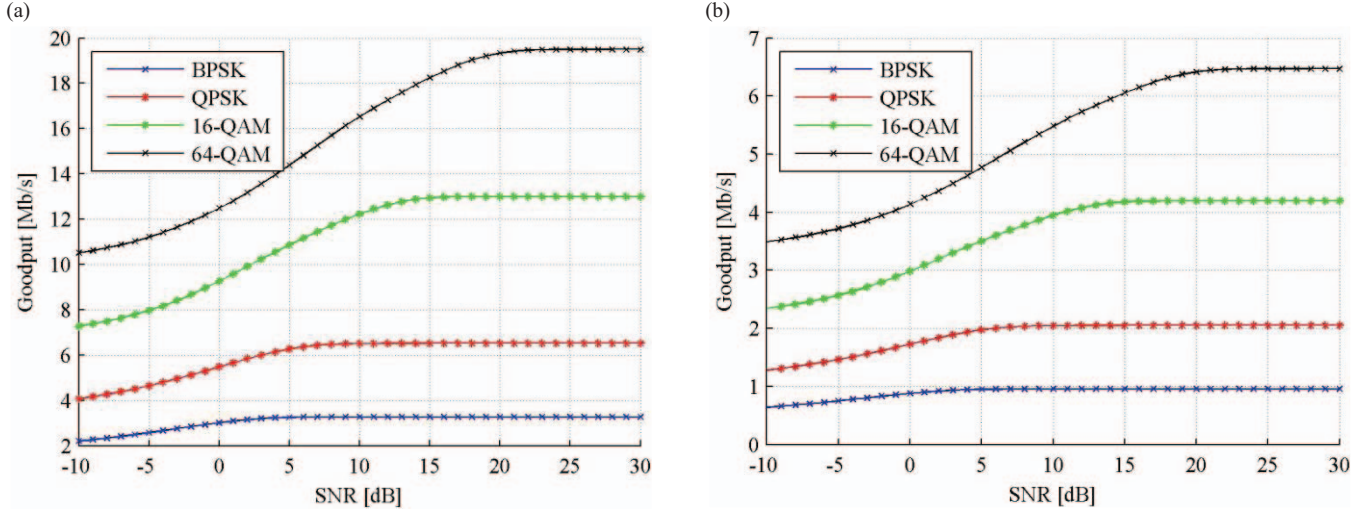 (a)
Goodput [Mb/s]
20
18
16
14
12
10
8
6
4
2
BPSK
QPSK
16-QAM
64-QAM
-10 -5 0 5 10 15 20 25 30
SNR [dB]
(b)
Goodput [Mb/s]
7
6
5
4
3
2
1
0
BPSK
QPSK
16-QAM
64-QAM
-10 -5 0 5 10 15 20 25 30
SNR [dB]